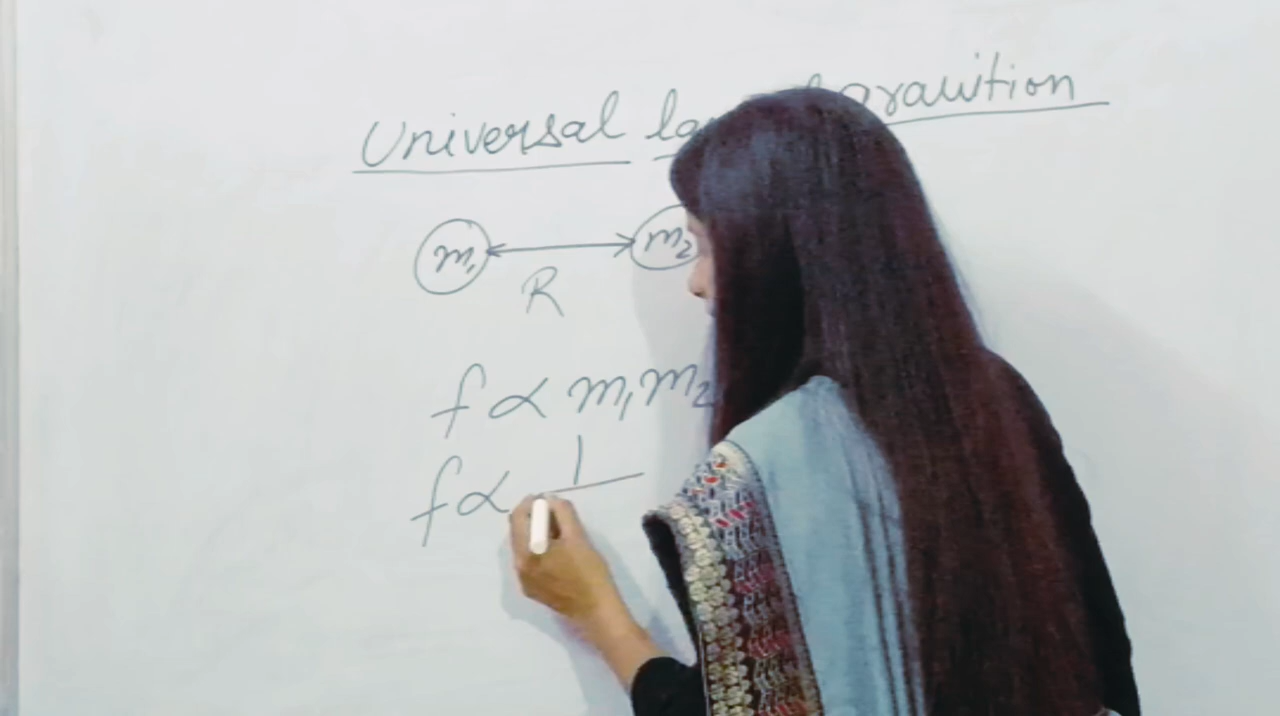 Universal la gravition
m₁ R m₂
f ∝ m₁m₂
f ∝ 1